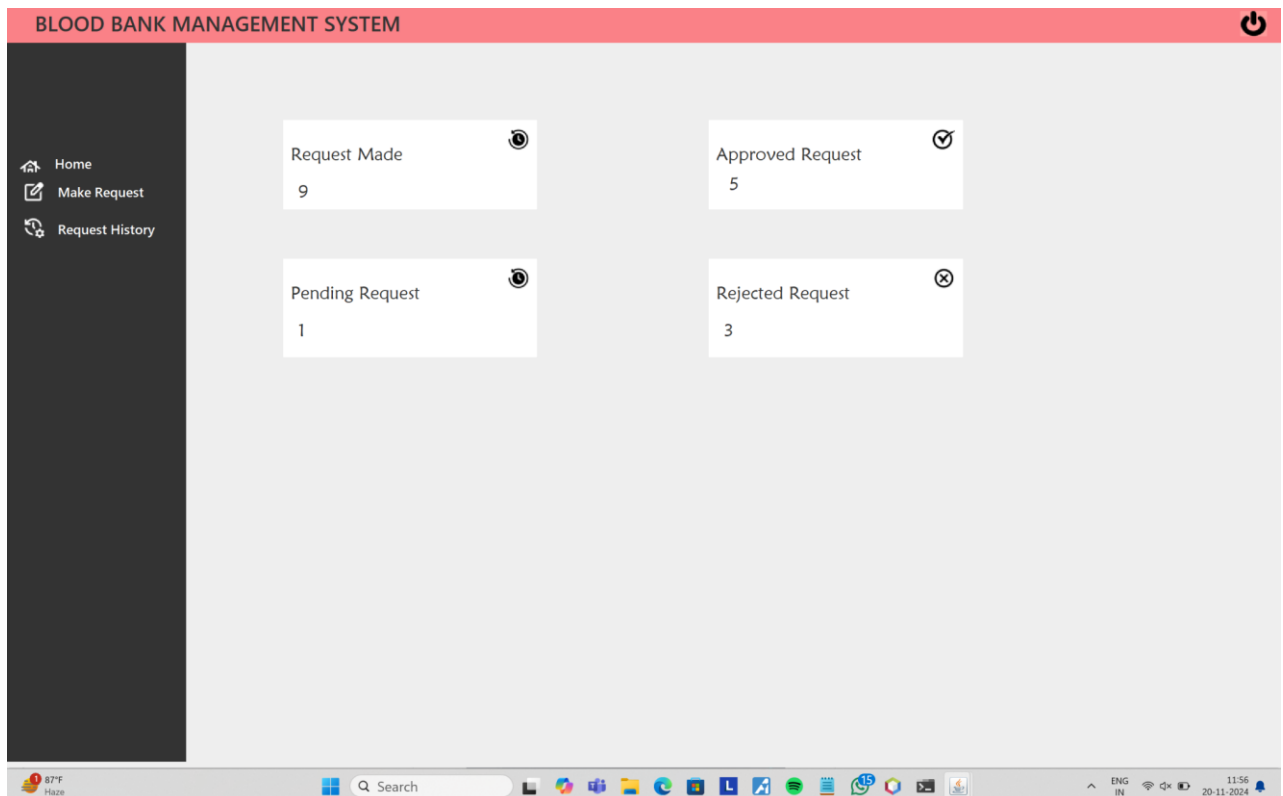 BLOOD BANK MANAGEMENT SYSTEM
Home
Make Request
Request History
Request Made
9
Approved Request
5
Pending Request
1
Rejected Request
3
1
87°F
Haze
Search
L
15
ENG
IN
11:56
20-11-2024